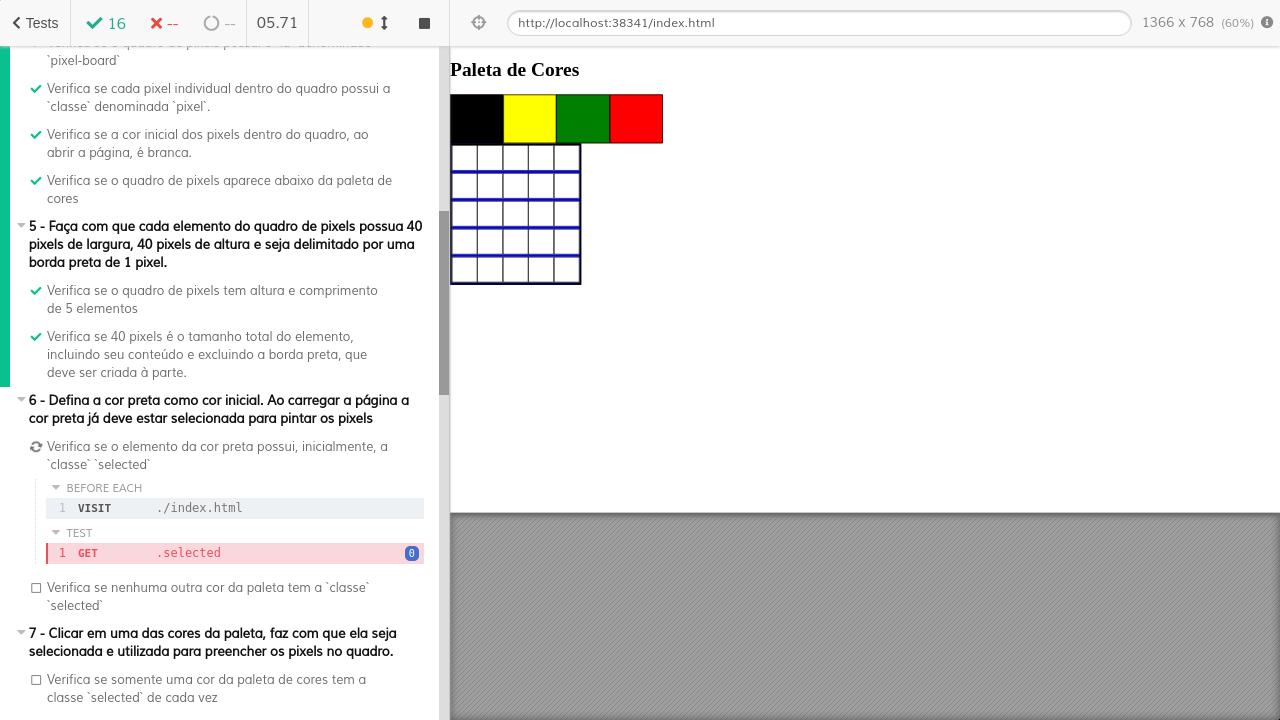 Tests
16
--
--
05.71
http://localhost:38341/index.html
1366 x 768 (60%)
`pixel-board`
Verifica se cada pixel individual dentro do quadro possui a
`classe` denominada `pixel`.
Verifica se a cor inicial dos pixels dentro do quadro, ao
abrir a página, é branca.
Verifica se o quadro de pixels aparece abaixo da paleta de
cores
5 - Faça com que cada elemento do quadro de pixels possua 40
pixels de largura, 40 pixels de altura e seja delimitado por uma
borda preta de 1 pixel.
Verifica se o quadro de pixels tem altura e comprimento
de 5 elementos
Verifica se 40 pixels é o tamanho total do elemento,
incluindo seu conteúdo e excluindo a borda preta, que
deve ser criada à parte.
6 - Defina a cor preta como cor inicial. Ao carregar a página a
cor preta já deve estar selecionada para pintar os pixels
Verifica se o elemento da cor preta possui, inicialmente, a
`classe` `selected`
BEFORE EACH
1 VISIT ./index.html
TEST
1 GET .selected 0
Verifica se nenhuma outra cor da paleta tem a `classe`
`selected`
7 - Clicar em uma das cores da paleta, faz com que ela seja
selecionada e utilizada para preencher os pixels no quadro.
Verifica se somente uma cor da paleta de cores tem a
classe `selected` de cada vez
Paleta de Cores